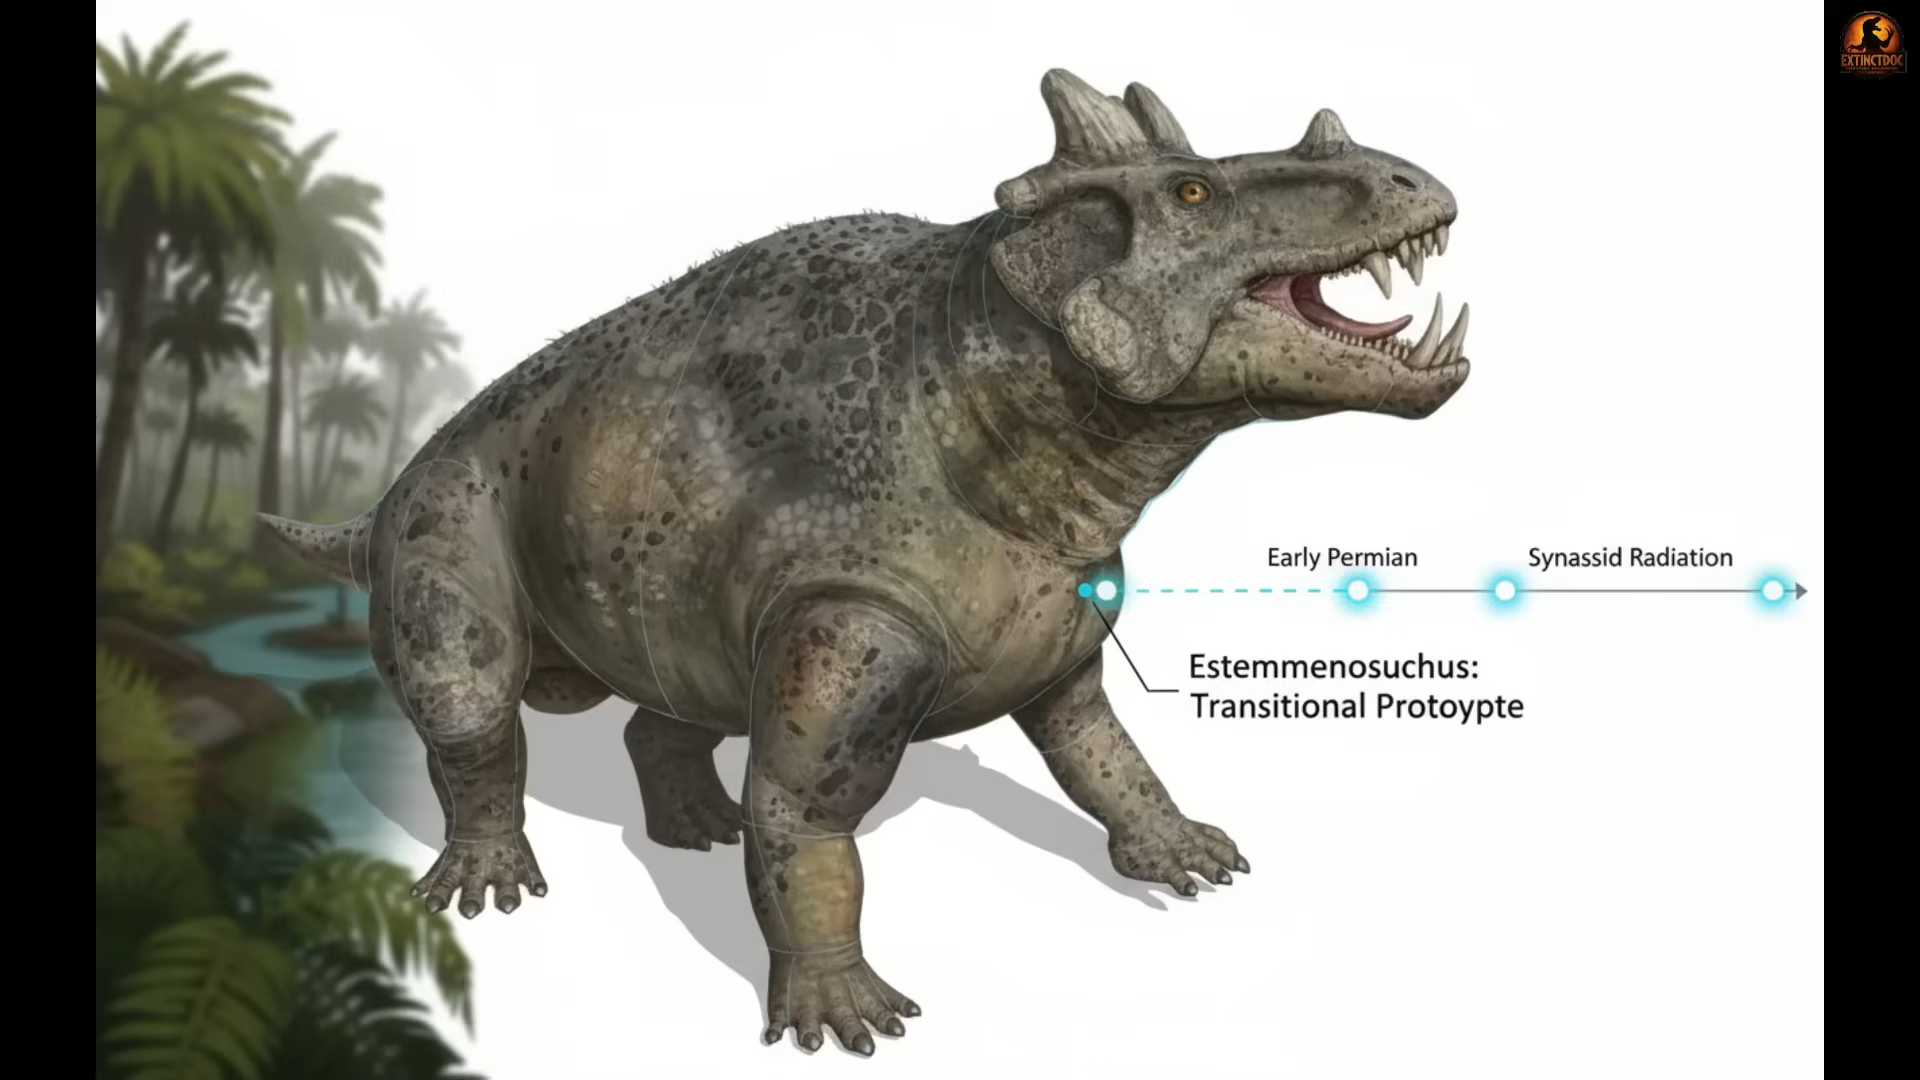 EXTINCTDOC
Early Permian
Synassid Radiation
Estemmenosuchus:
Transitional Protoypte